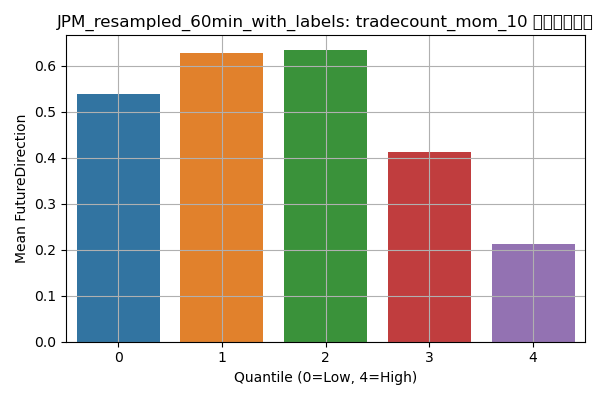 JPM_resampled_60min_with_labels: tradecount_mom_10
Mean FutureDirection
0.6
0.5
0.4
0.3
0.2
0.1
0.0
0 1 2 3 4
Quantile (0=Low, 4=High)